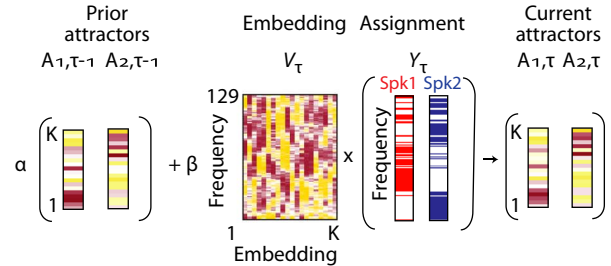 Prior attractors
A1,τ-1 A2,τ-1
α
K
1
+ β
Embedding
Vτ
129
Frequency
1 K
Embedding
x
Assignment
Yτ
Spk1 Spk2
Frequency
→
Current attractors
A1,τ A2,τ
K
1